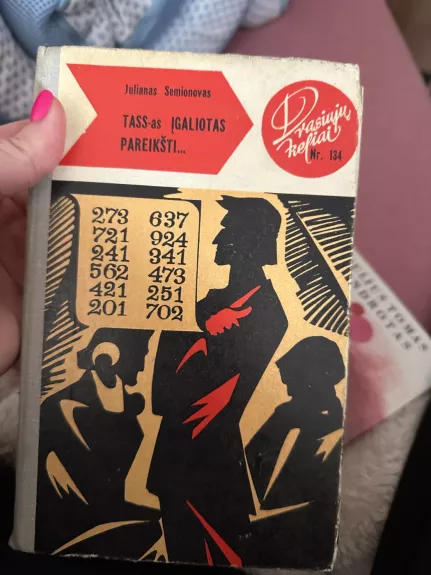 Julianas Semionovas
TASS-as ĮGALIOTAS
PAREIKŠTI...
Drąsiųjų
keliai
Nr. 134
273 637
721 924
241 341
562 473
421 251
201 702
TOMAS